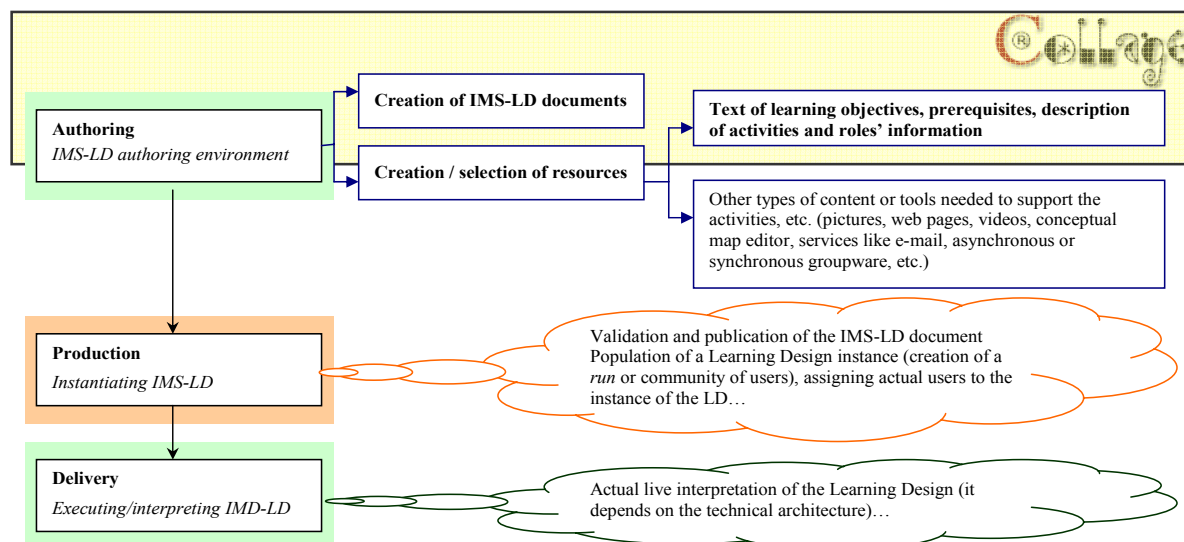 Collage
®
Creation of IMS-LD documents
Authoring
IMS-LD authoring environment
Creation / selection of resources
Text of learning objectives, prerequisites, description
of activities and roles’ information
Other types of content or tools needed to support the
activities, etc. (pictures, web pages, videos, conceptual
map editor, services like e-mail, asynchronous or
synchronous groupware, etc.)
Production
Instantiating IMS-LD
Validation and publication of the IMS-LD document
Population of a Learning Design instance (creation of a
run or community of users), assigning actual users to the
instance of the LD…
Delivery
Executing/interpreting IMD-LD
Actual live interpretation of the Learning Design (it
depends on the technical architecture)…